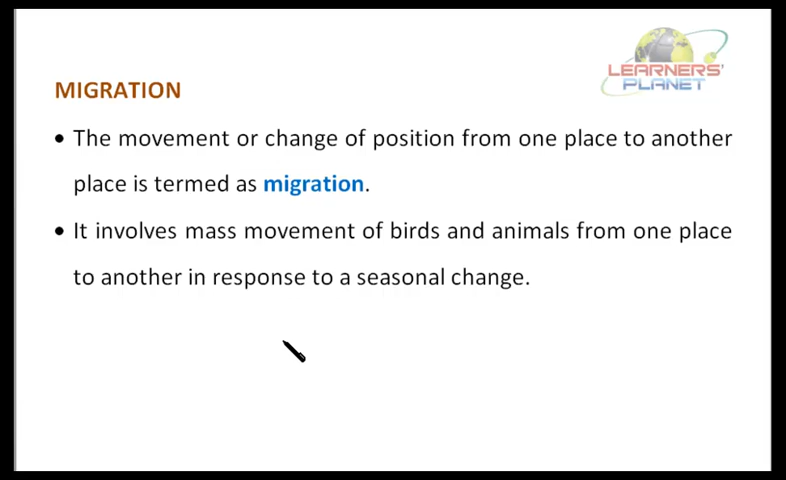 LEARNERS'
PLANET
MIGRATION
• The movement or change of position from one place to another
place is termed as migration.
• It involves mass movement of birds and animals from one place
to another in response to a seasonal change.